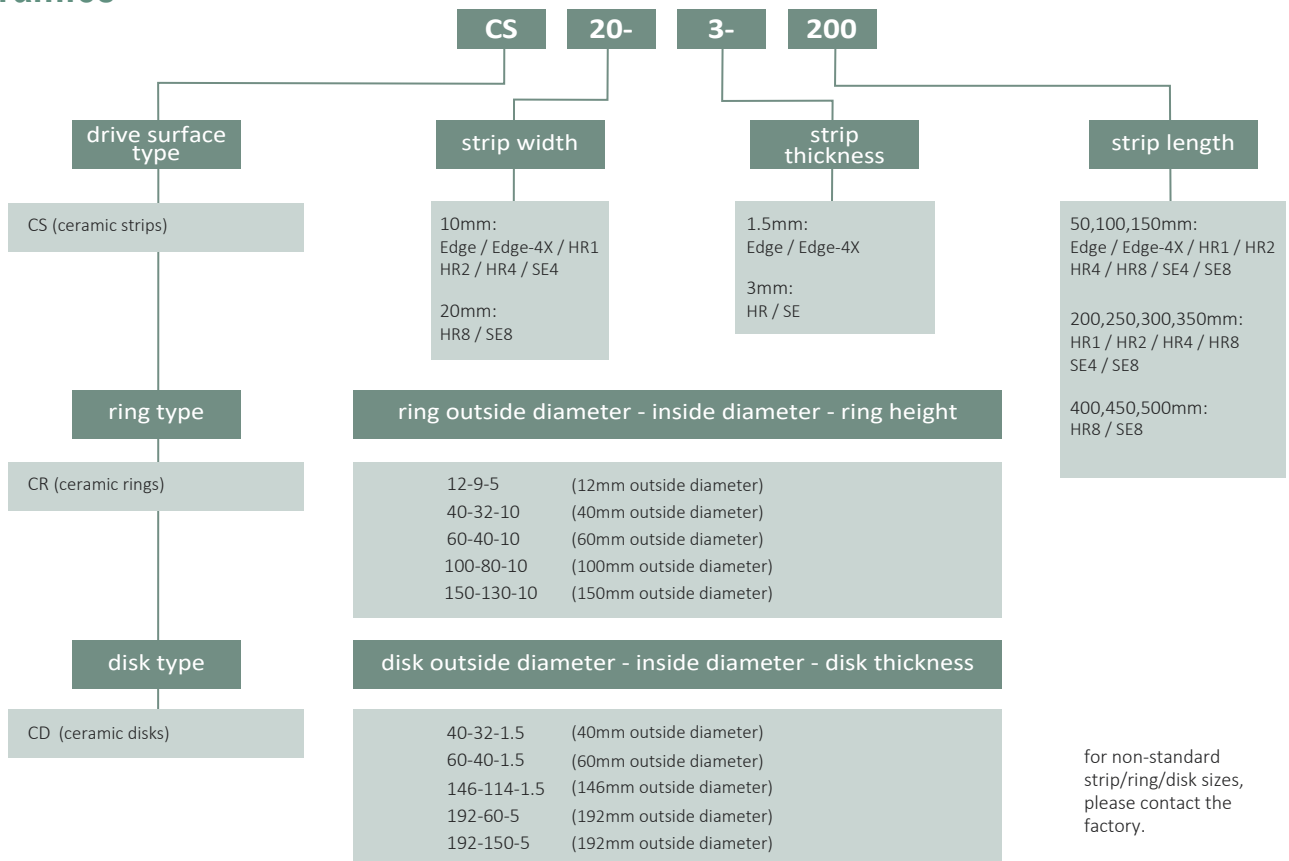 CS 20- 3- 200
drive surface
type
CS (ceramic strips)
strip width
10mm:
Edge / Edge-4X / HR1
HR2 / HR4 / SE4
20mm:
HR8 / SE8
strip
thickness
1.5mm:
Edge / Edge-4X
3mm:
HR / SE
strip length
50,100,150mm:
Edge / Edge-4X / HR1 / HR2
HR4 / HR8 / SE4 / SE8
200,250,300,350mm:
HR1 / HR2 / HR4 / HR8
SE4 / SE8
400,450,500mm:
HR8 / SE8
ring type
CR (ceramic rings)
ring outside diameter - inside diameter - ring height
12-9-5 (12mm outside diameter)
40-32-10 (40mm outside diameter)
60-40-10 (60mm outside diameter)
100-80-10 (100mm outside diameter)
150-130-10 (150mm outside diameter)
disk type
CD (ceramic disks)
disk outside diameter - inside diameter - disk thickness
40-32-1.5 (40mm outside diameter)
60-40-1.5 (60mm outside diameter)
146-114-1.5 (146mm outside diameter)
192-60-5 (192mm outside diameter)
192-150-5 (192mm outside diameter)
for non-standard
strip/ring/disk sizes,
please contact the
factory.